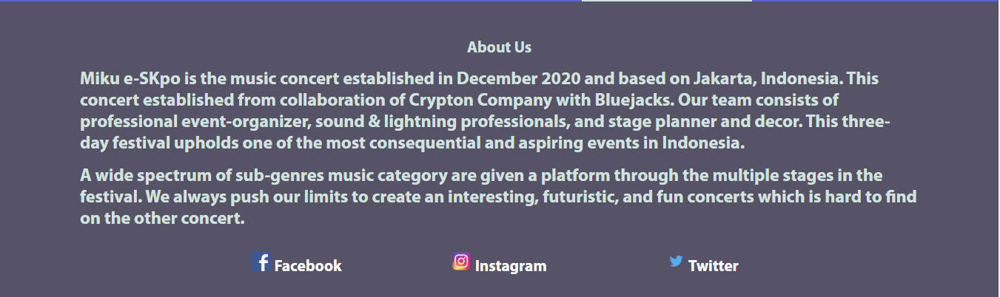 About Us
Miku e-SKpo is the music concert established in December 2020 and based on Jakarta, Indonesia. This
concert established from collaboration of Crypton Company with Bluejacks. Our team consists of
professional event-organizer, sound & lightning professionals, and stage planner and decor. This three-
day festival upholds one of the most consequential and aspiring events in Indonesia.
A wide spectrum of sub-genres music category are given a platform through the multiple stages in the
festival. We always push our limits to create an interesting, futuristic, and fun concerts which is hard to find
on the other concert.
Facebook Instagram Twitter